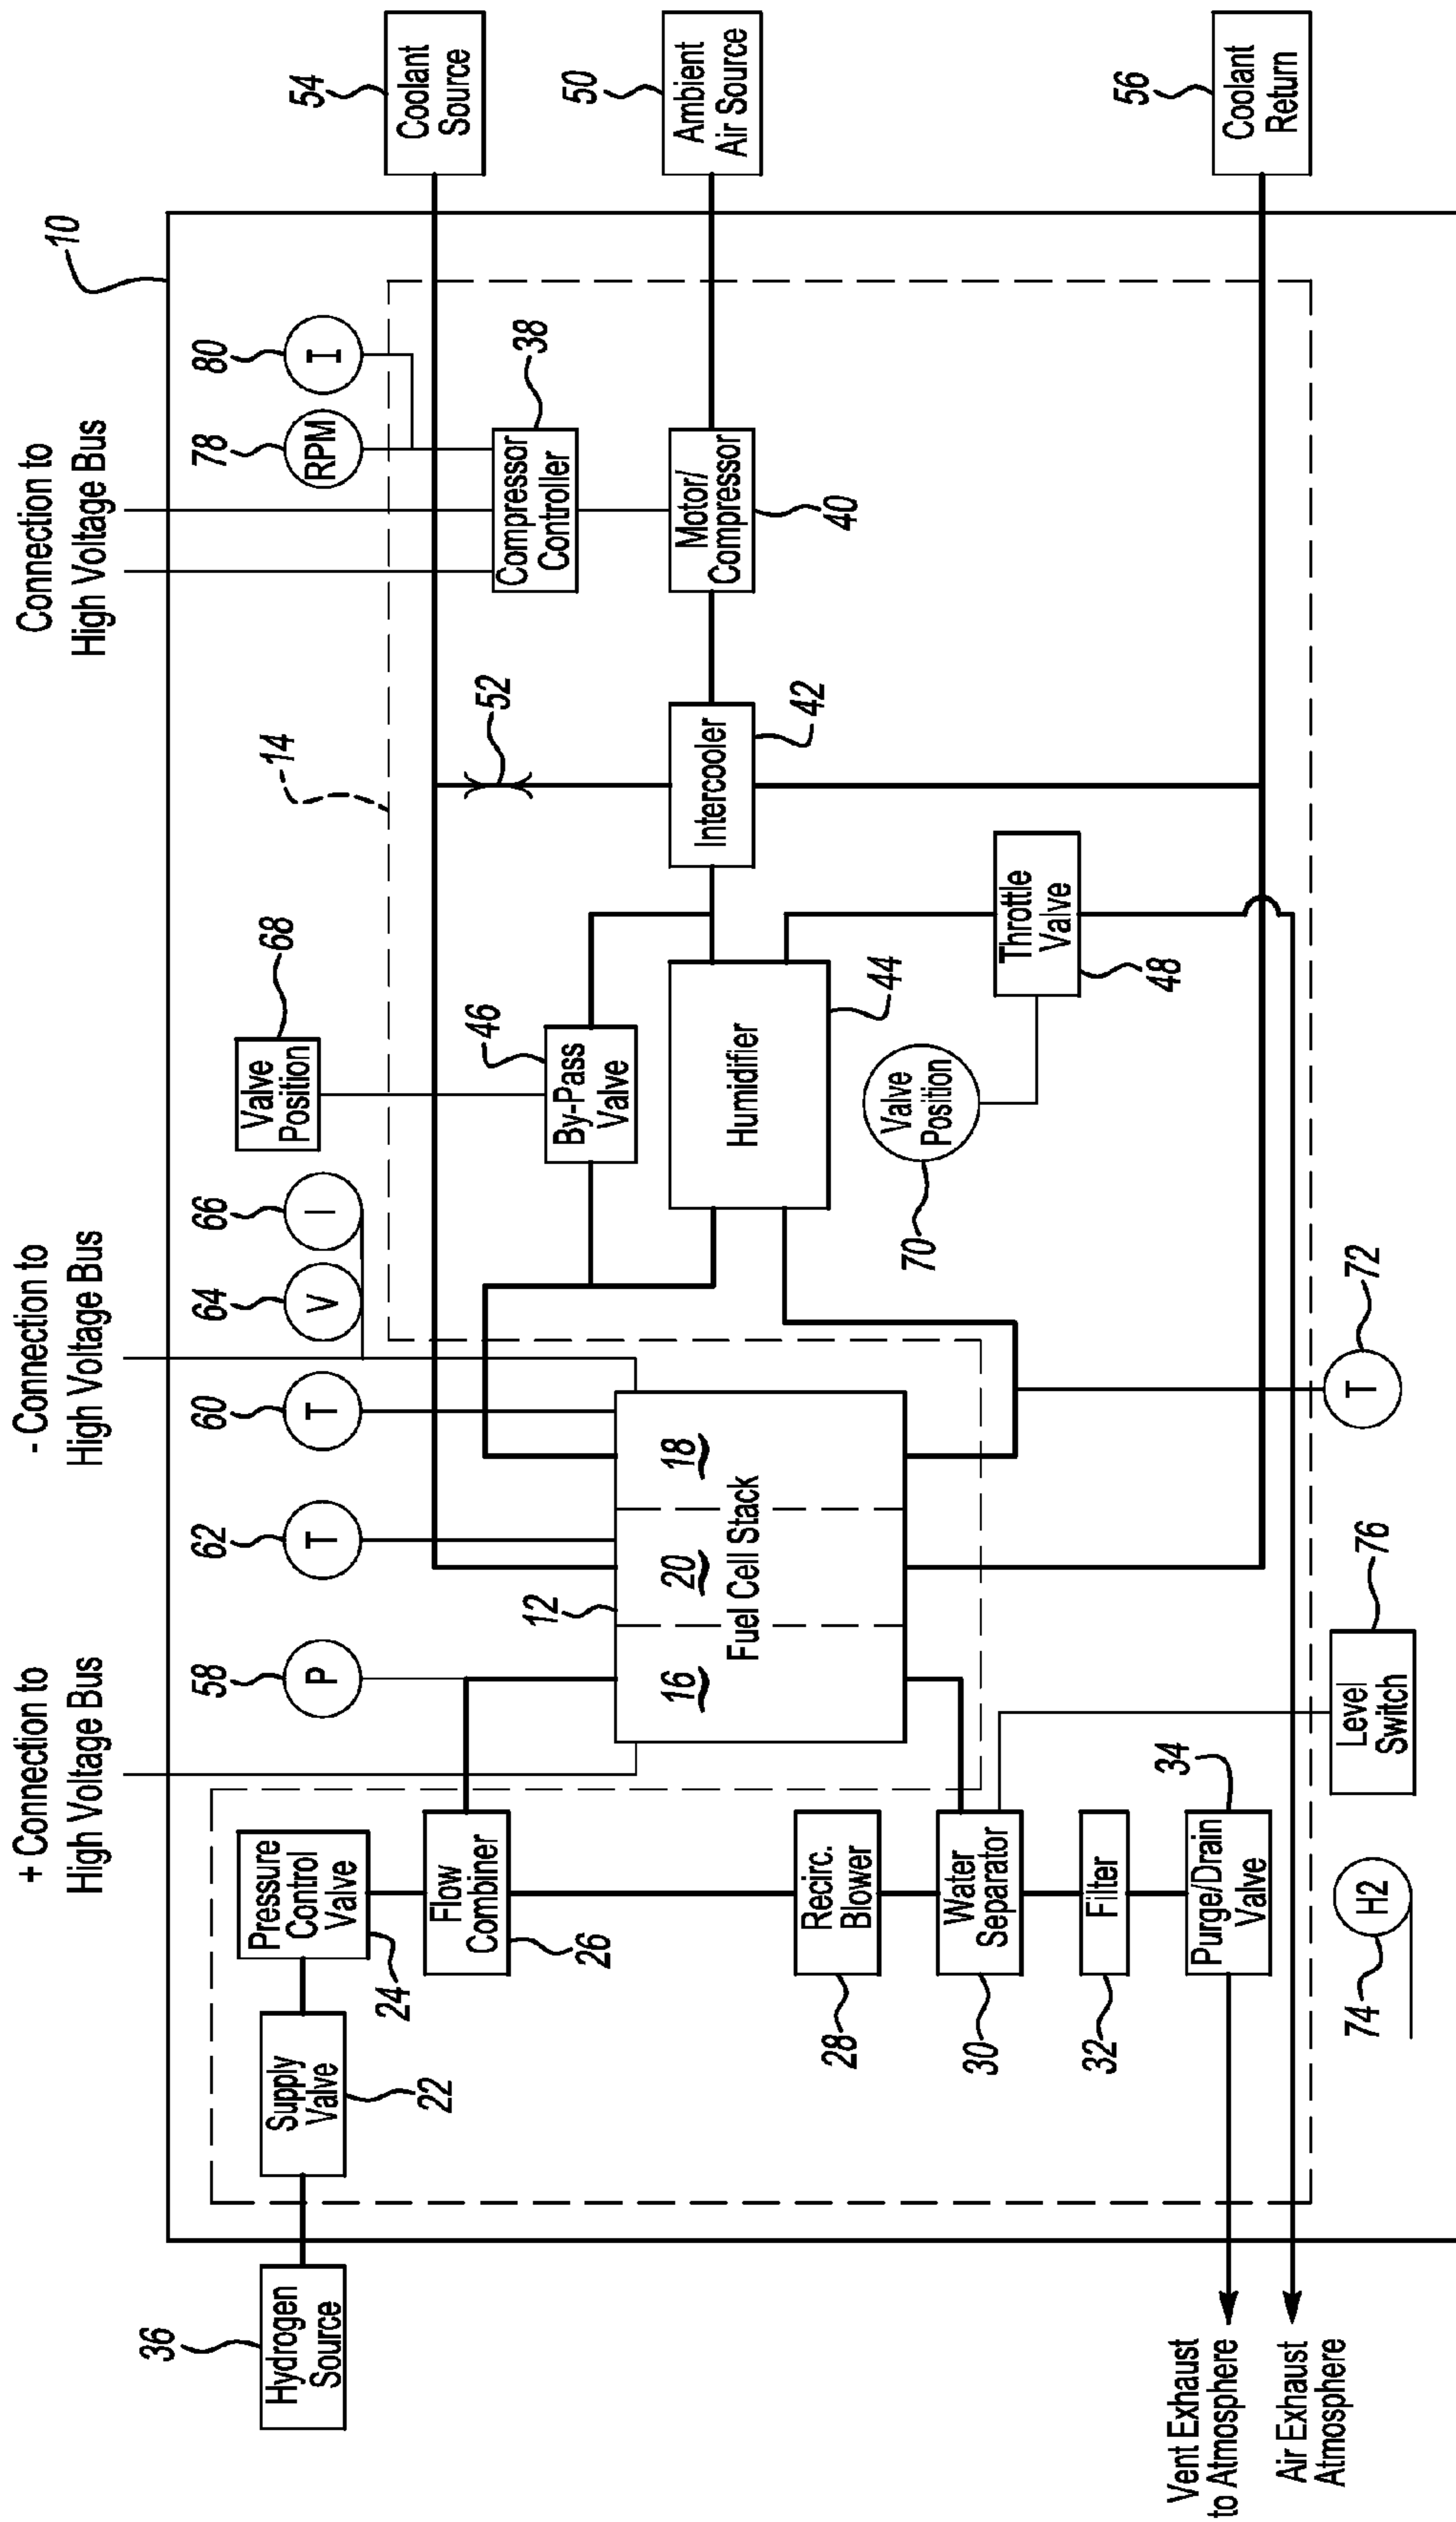 + Connection to
High Voltage Bus
- Connection to
High Voltage Bus
Connection to
High Voltage Bus
10
58
P
62
T
60
T
64
V
66
I
68
Valve
Position
14
78
RPM
80
I
54
Coolant
Source
36
Hydrogen
Source
Supply
Valve
22
Pressure
Control
Valve
24
Flow
Combiner
26
12
16
20
18
Fuel Cell Stack
46
By-Pass
Valve
52
Compressor
Controller
38
50
Ambient
Air Source
Humidifier
44
Intercooler
42
Motor/
Compressor
40
Recirc.
Blower
28
Water
Separator
30
Filter
32
Purge/Drain
Valve
34
Valve
Position
70
Throttle
Valve
48
56
Coolant
Return
Vent Exhaust
to Atmosphere
Air Exhaust
Atmosphere
74
H2
Level
Switch
76
T
72